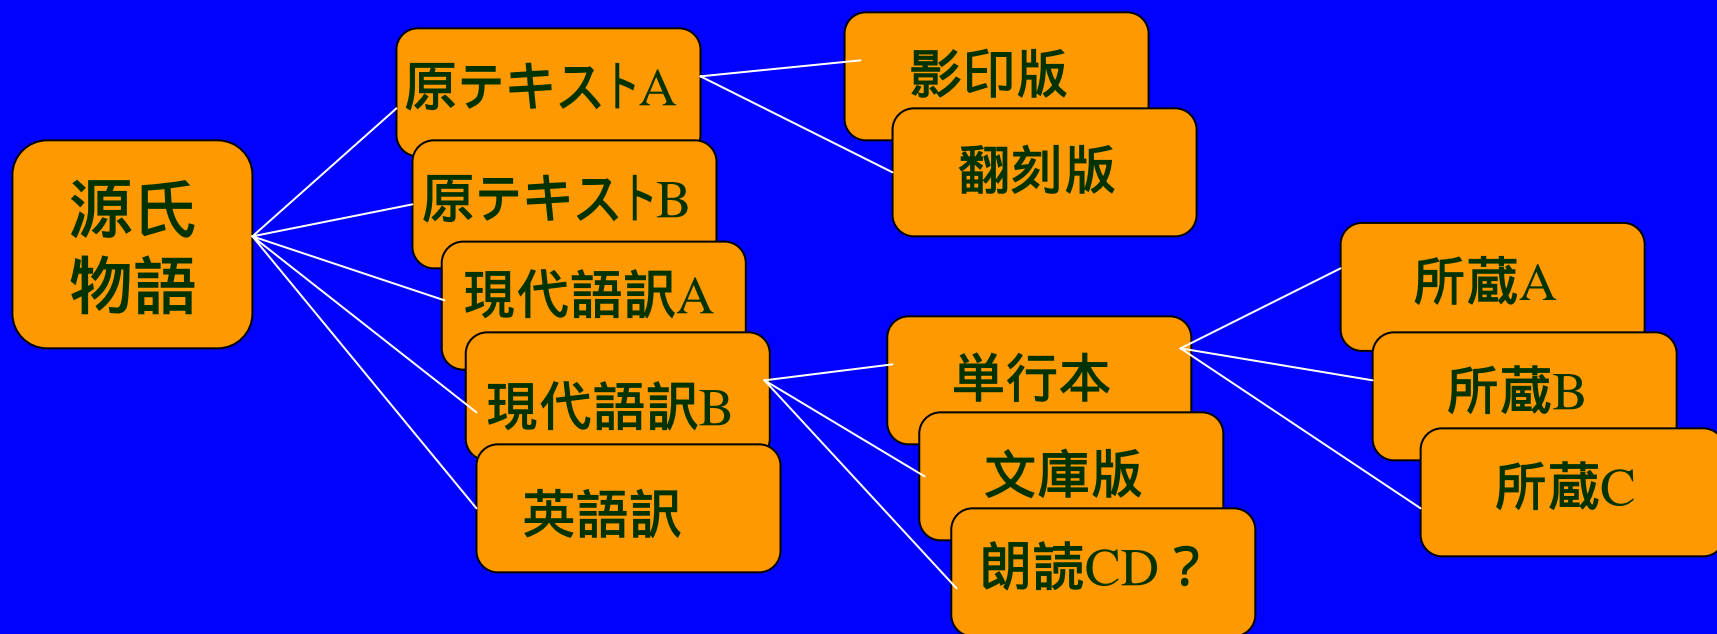 源氏
物語
原テキストA
原テキストB
現代語訳A
現代語訳B
英語訳
影印版
翻刻版
単行本
文庫版
朗読CD？
所蔵A
所蔵B
所蔵C